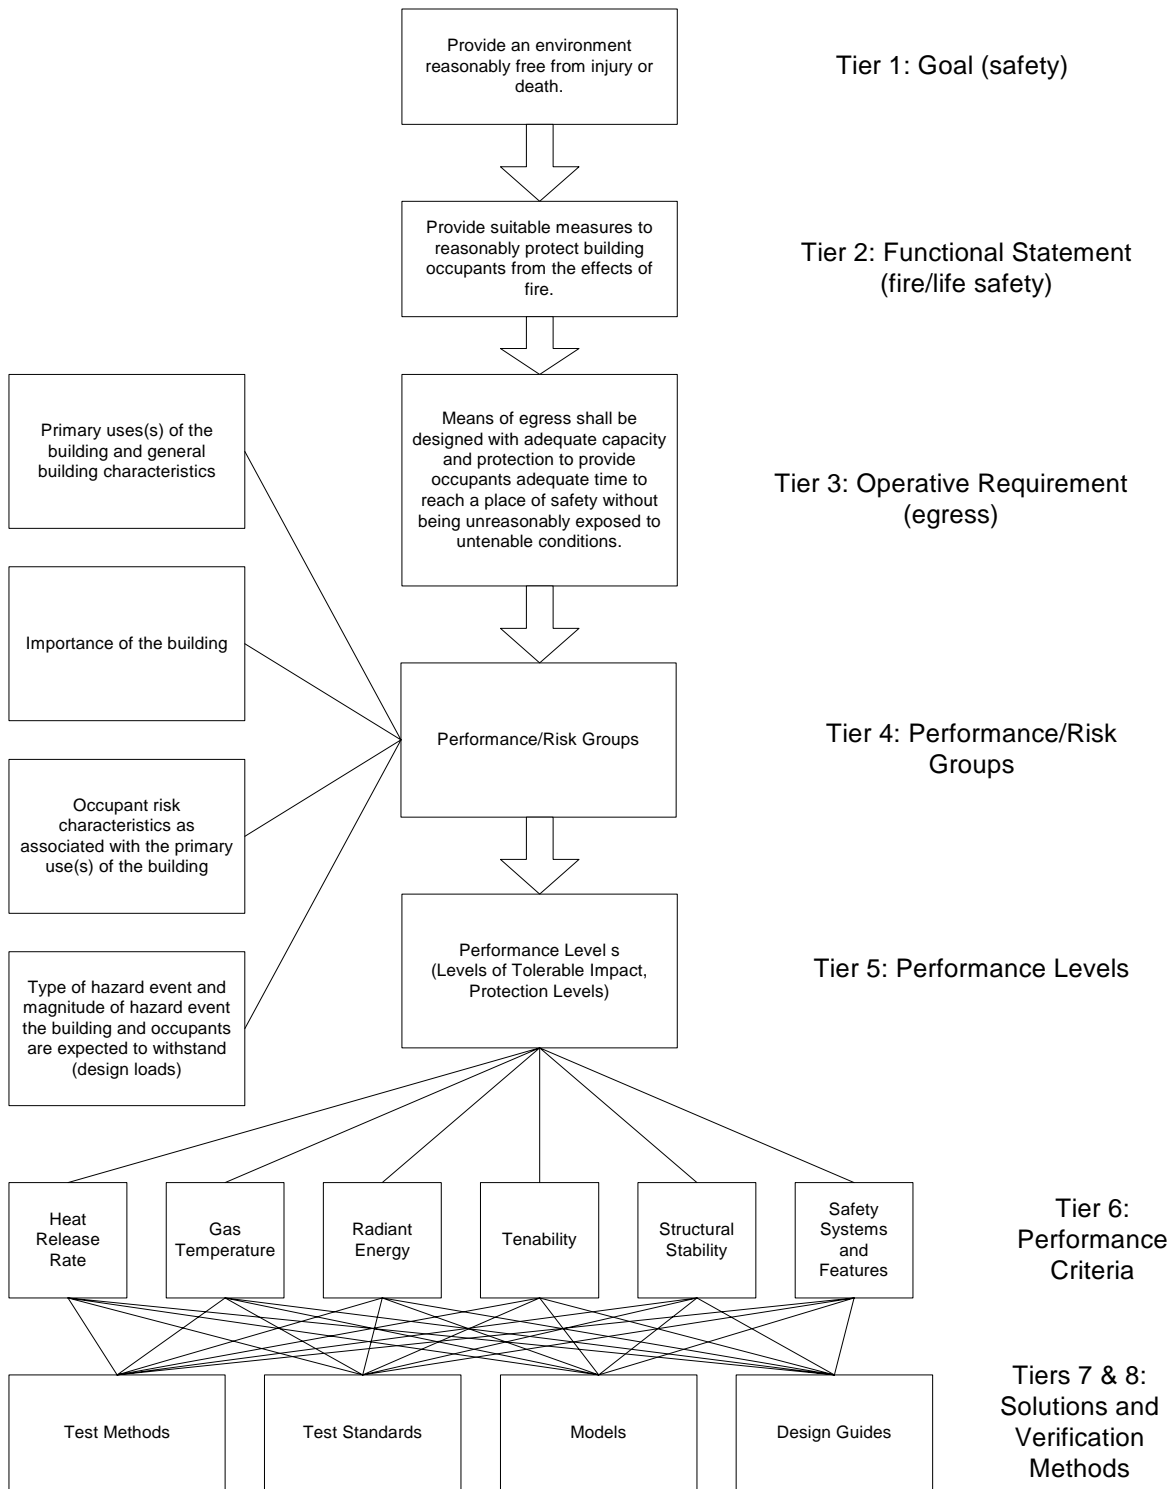 Provide an environment
reasonably free from injury or
death.
Tier 1: Goal (safety)
Provide suitable measures to
reasonably protect building
occupants from the effects of
fire.
Tier 2: Functional Statement
(fire/life safety)
Primary uses(s) of the
building and general
building characteristics
Means of egress shall be
designed with adequate capacity
and protection to provide
occupants adequate time to
reach a place of safety without
being unreasonably exposed to
untenable conditions.
Tier 3: Operative Requirement
(egress)
Importance of the building
Performance/Risk Groups
Tier 4: Performance/Risk
Groups
Occupant risk
characteristics as
associated with the primary
use(s) of the building
Performance Level s
(Levels of Tolerable Impact,
Protection Levels)
Tier 5: Performance Levels
Type of hazard event and
magnitude of hazard event
the building and occupants
are expected to withstand
(design loads)
Heat
Release
Rate
Gas
Temperature
Radiant
Energy
Tenability
Structural
Stability
Safety
Systems
and
Features
Tier 6:
Performance
Criteria
Test Methods
Test Standards
Models
Design Guides
Tiers 7 & 8:
Solutions and
Verification
Methods